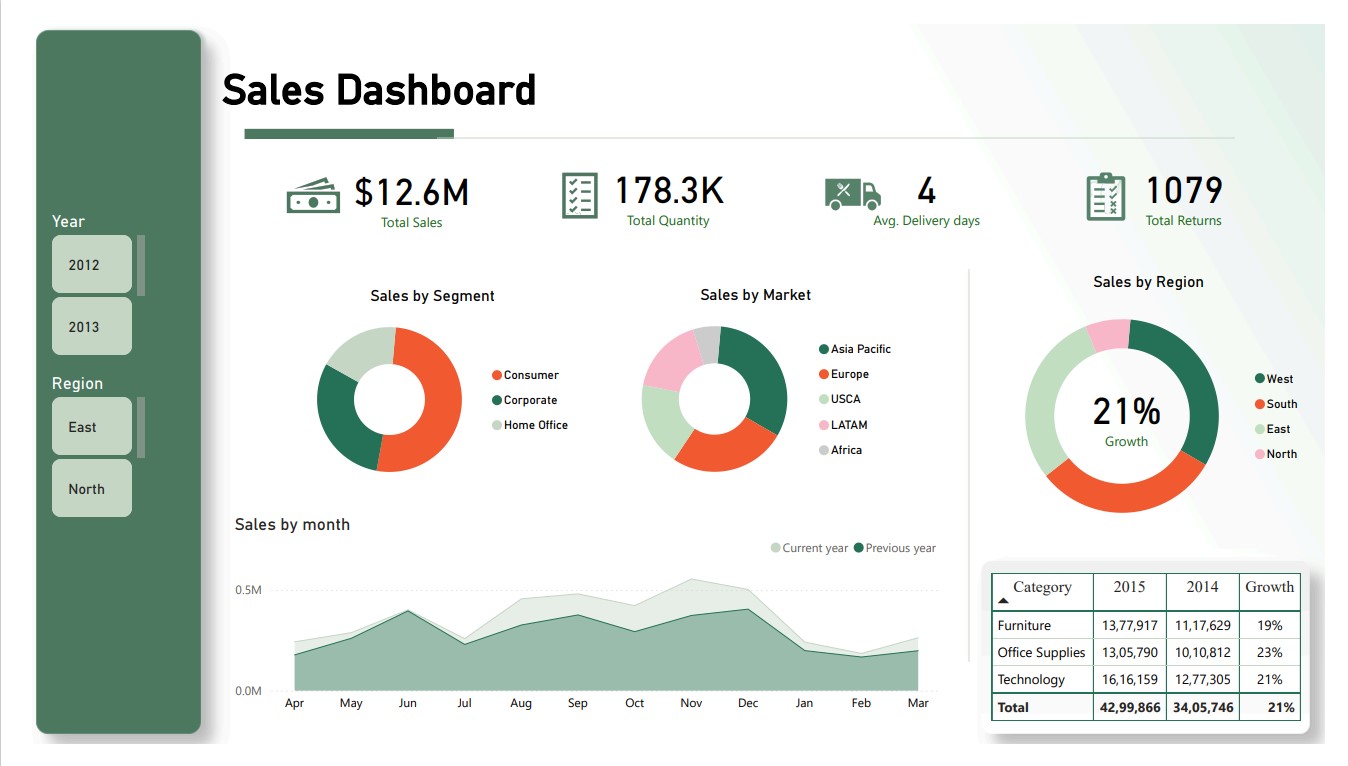 Sales Dashboard
$12.6M
Total Sales
178.3K
Total Quantity
4
Avg. Delivery days
1079
Total Returns
Year
2012
2013
Region
East
North
Sales by Segment
Consumer
Corporate
Home Office
Sales by Market
Asia Pacific
Europe
USCA
LATAM
Africa
Sales by Region
21%
Growth
West
South
East
North
Sales by month
Current year Previous year
0.5M
0.0M
Apr May Jun Jul Aug Sep Oct Nov Dec Jan Feb Mar
Category 2015 2014 Growth
Furniture 13,77,917 11,17,629 19%
Office Supplies 13,05,790 10,10,812 23%
Technology 16,16,159 12,77,305 21%
Total 42,99,866 34,05,746 21%